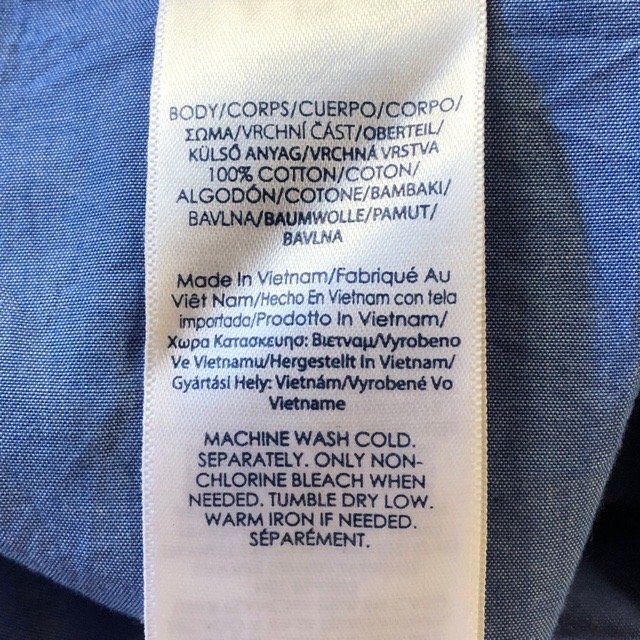 BODY/CORPS/CUERPO/CORPO/
ΣΩΜΑ/VRCHNÍ ČÁST/OBERTEIL/
KÜLSŐ ANYAG/VRCHNÁ VRSTVA
100% COTTON/COTON/
ALGODÓN/COTONE/BAMBAKI/
BAVLNA/BAUMWOLLE/PAMUT/
BAVLNA
Made In Vietnam/Fabriqué Au
Viêt Nam/Hecho En Vietnam con tela
importada/Prodotto In Vietnam/
Χωρα Κατασκευησ: Βιετναμ/Vyrobeno
Ve Vietnamu/Hergestellt In Vietnam/
Gyártási Hely: Vietnám/Vyrobené Vo
Vietname
MACHINE WASH COLD.
SEPARATELY. ONLY NON-
CHLORINE BLEACH WHEN
NEEDED. TUMBLE DRY LOW.
WARM IRON IF NEEDED.
SÉPARÉMENT.